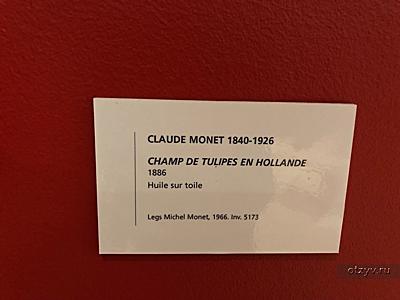 CLAUDE MONET 1840-1926
CHAMP DE TULIPES EN HOLLANDE
1886
Huile sur toile
Legs Michel Monet, 1966. Inv. 5173
otzyv.ru